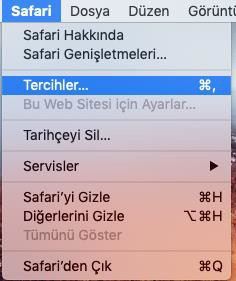 Safari Dosya Düzen Görüntü
Safari Hakkında
Safari Genişletmeleri...
Tercihler... ⌘,
Bu Web Sitesi için Ayarlar...
Tarihçeyi Sil...
Servisler ▶
Safari'yi Gizle ⌘H
Diğerlerini Gizle ⌥⌘H
Tümünü Göster
Safari'den Çık ⌘Q